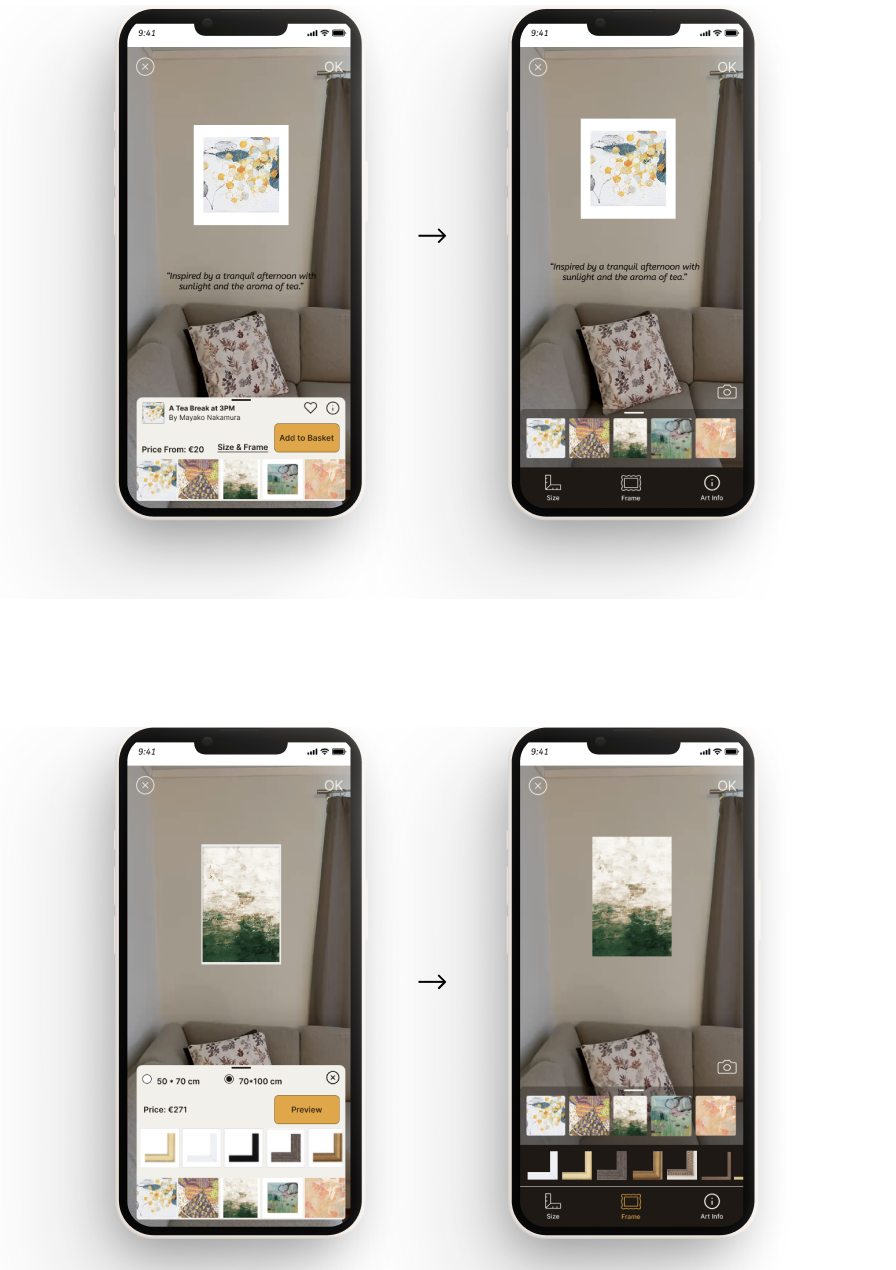 9:41
OK
"Inspired by a tranquil afternoon with
sunlight and the aroma of tea."
A Tea Break at 3PM
By Mayako Nakamura
Add to Basket
Price From: €20
Size & Frame
9:41
OK
"Inspired by a tranquil afternoon with
sunlight and the aroma of tea."
Size
Frame
Art Info
9:41
OK
50 * 70 cm
70*100 cm
Price: €271
Preview
9:41
OK
Size
Frame
Art Info